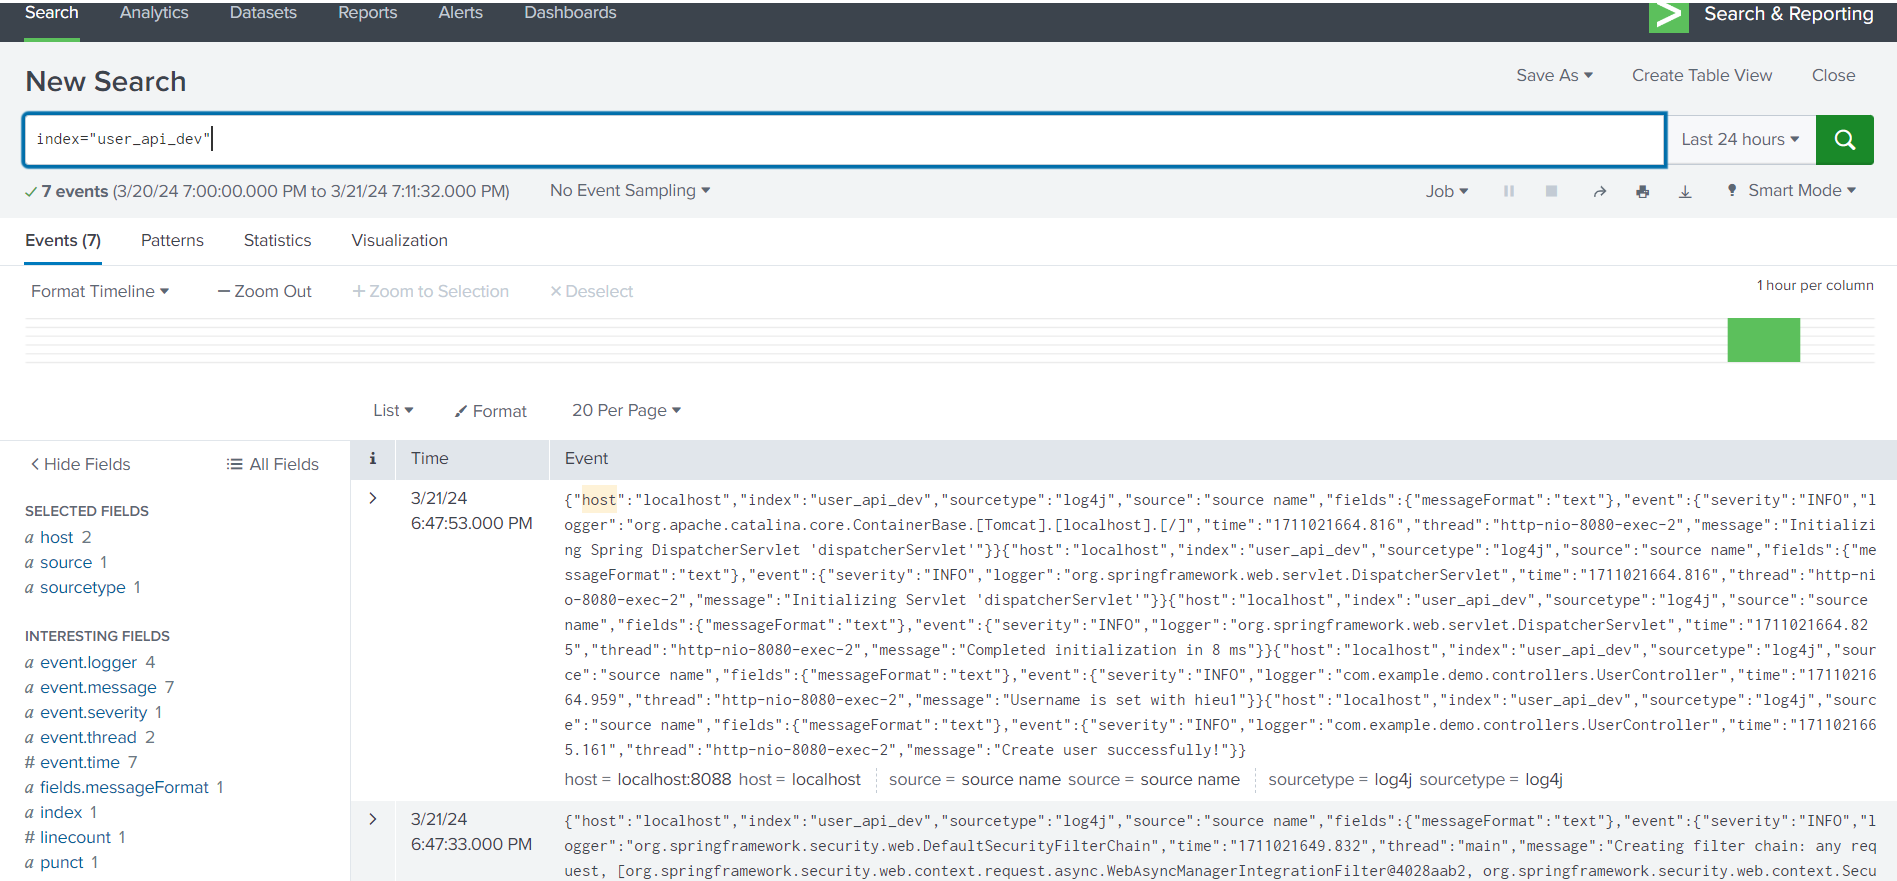 Search Analytics Datasets Reports Alerts Dashboards Search & Reporting
New Search
Save As Create Table View Close
index="user_api_dev"
Last 24 hours
7 events (3/20/24 7:00:00.000 PM to 3/21/24 7:11:32.000 PM) No Event Sampling
Job Smart Mode
Events (7) Patterns Statistics Visualization
Format Timeline — Zoom Out + Zoom to Selection × Deselect
1 hour per column
List Format 20 Per Page
< Hide Fields All Fields
SELECTED FIELDS
a host 2
a source 1
a sourcetype 1
INTERESTING FIELDS
a event.logger 4
a event.message 7
a event.severity 1
a event.thread 2
# event.time 7
a fields.messageFormat 1
a index 1
# linecount 1
a punct 1
i Time Event
3/21/24
6:47:53.000 PM
{"host":"localhost","index":"user_api_dev","sourcetype":"log4j","source":"source name","fields":{"messageFormat":"text"},"event":{"severity":"INFO","l
ogger":"org.apache.catalina.core.ContainerBase.[Tomcat].[localhost].[/]","time":"1711021664.816","thread":"http-nio-8080-exec-2","message":"Initializi
ng Spring DispatcherServlet 'dispatcherServlet'"}}{"host":"localhost","index":"user_api_dev","sourcetype":"log4j","source":"source name","fields":{"me
ssageFormat":"text"},"event":{"severity":"INFO","logger":"org.springframework.web.servlet.DispatcherServlet","time":"1711021664.816","thread":"http-ni
o-8080-exec-2","message":"Initializing Servlet 'dispatcherServlet'"}}{"host":"localhost","index":"user_api_dev","sourcetype":"log4j","source":"source
name","fields":{"messageFormat":"text"},"event":{"severity":"INFO","logger":"org.springframework.web.servlet.DispatcherServlet","time":"1711021664.82
5","thread":"http-nio-8080-exec-2","message":"Completed initialization in 8 ms"}}{"host":"localhost","index":"user_api_dev","sourcetype":"log4j","sour
ce":"source name","fields":{"messageFormat":"text"},"event":{"severity":"INFO","logger":"com.example.demo.controllers.UserController","time":"17110216
64.959","thread":"http-nio-8080-exec-2","message":"Username is set with hieu1"}}{"host":"localhost","index":"user_api_dev","sourcetype":"log4j","sourc
e":"source name","fields":{"messageFormat":"text"},"event":{"severity":"INFO","logger":"com.example.demo.controllers.UserController","time":"171102166
5.161","thread":"http-nio-8080-exec-2","message":"Create user successfully!"}}
host = localhost:8088 host = localhost source = source name source = source name sourcetype = log4j sourcetype = log4j
3/21/24
6:47:33.000 PM
{"host":"localhost","index":"user_api_dev","sourcetype":"log4j","source":"source name","fields":{"messageFormat":"text"},"event":{"severity":"INFO","l
ogger":"org.springframework.security.web.DefaultSecurityFilterChain","time":"1711021649.832","thread":"main","message":"Creating filter chain: any req
uest, [org.springframework.security.web.context.request.async.WebAsyncManagerIntegrationFilter@4028aab2, org.springframework.security.web.context.Secu